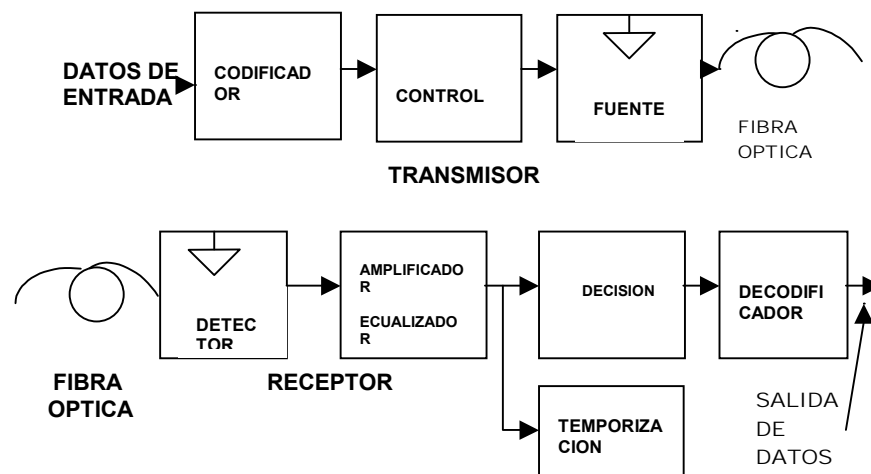 DATOS DE
ENTRADA
CODIFICAD
OR
CONTROL
FUENTE
FIBRA
OPTICA
TRANSMISOR
DETEC
TOR
AMPLIFICADO
R
ECUALIZADO
R
DECISION
DECODIFI
CADOR
FIBRA
OPTICA
RECEPTOR
TEMPORIZA
CION
SALIDA
DE
DATOS